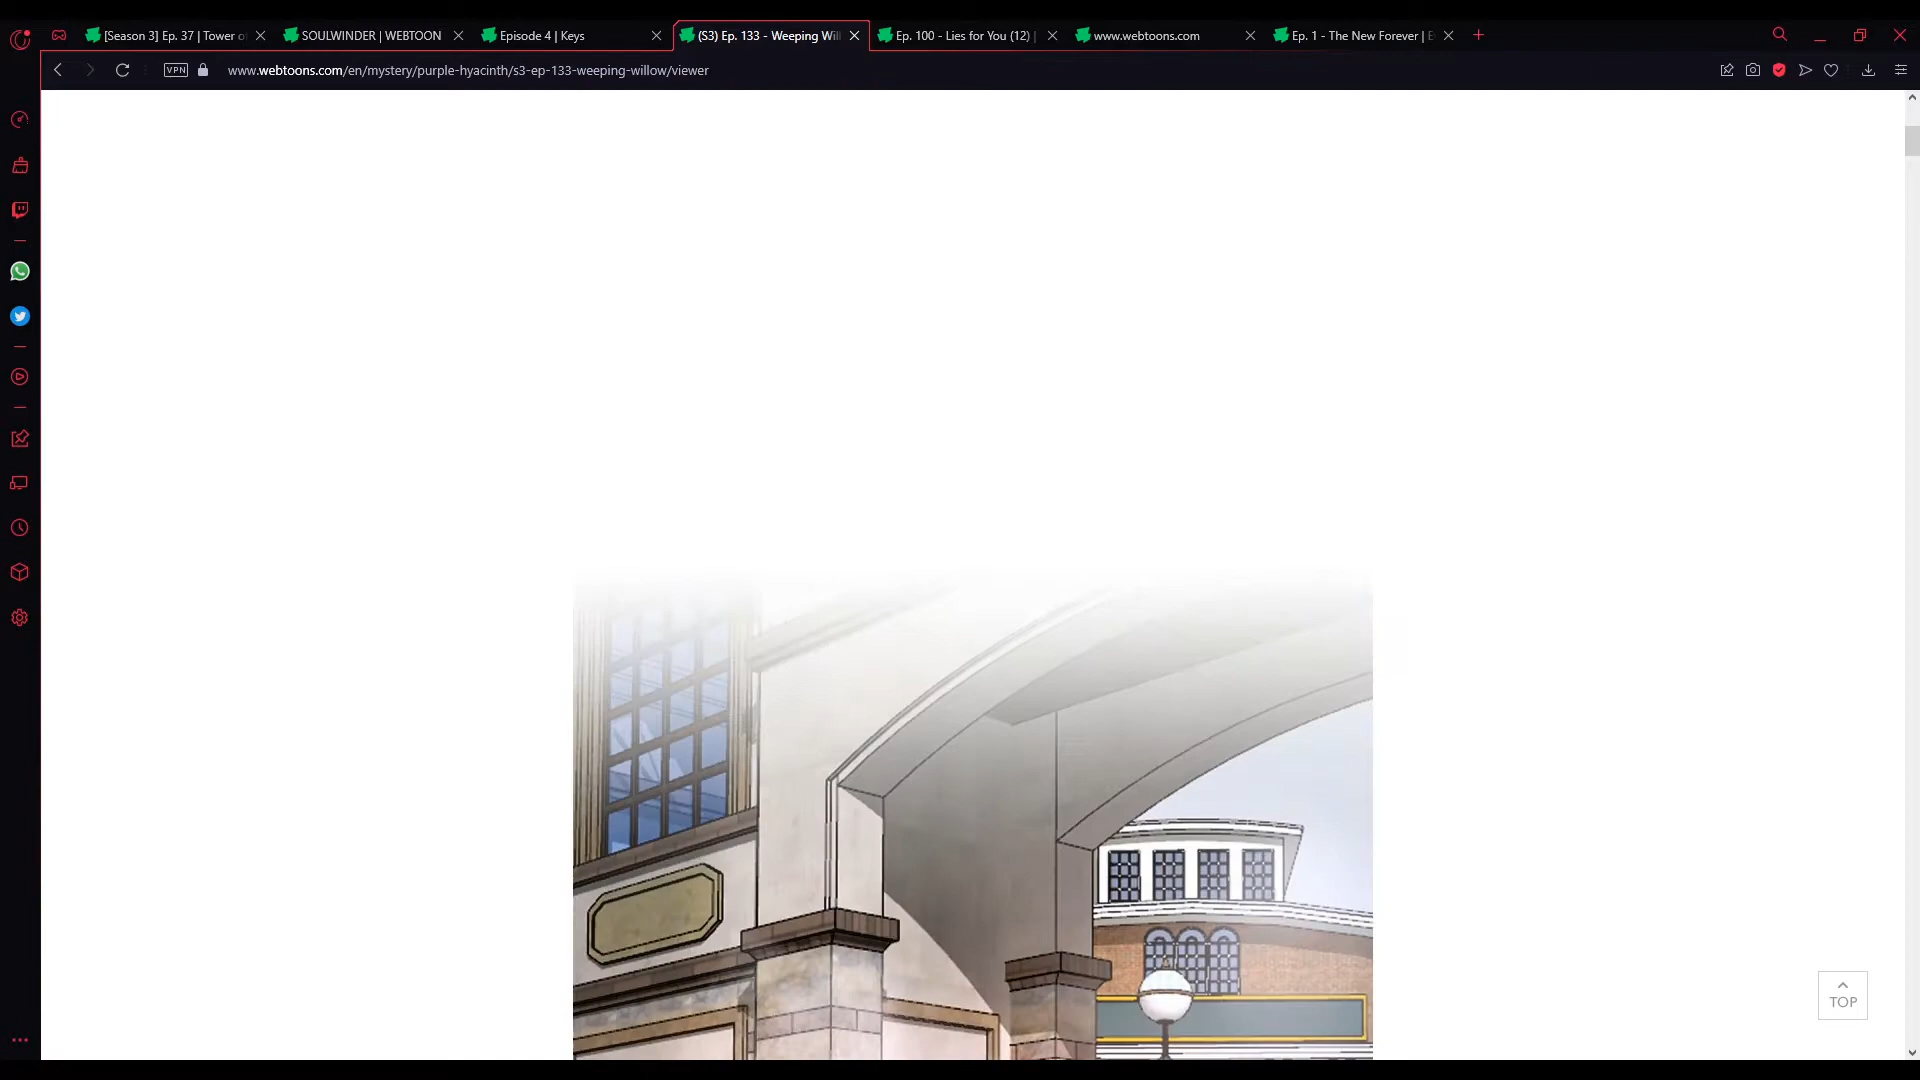 [Season 3] Ep. 37 | Tower o
SOULWINDER | WEBTOON
Episode 4 | Keys
(S3) Ep. 133 - Weeping Wil
Ep. 100 - Lies for You (12) |
www.webtoons.com
Ep. 1 - The New Forever |
VPN
www.webtoons.com/en/mystery/purple-hyacinth/s3-ep-133-weeping-willow/viewer
TOP